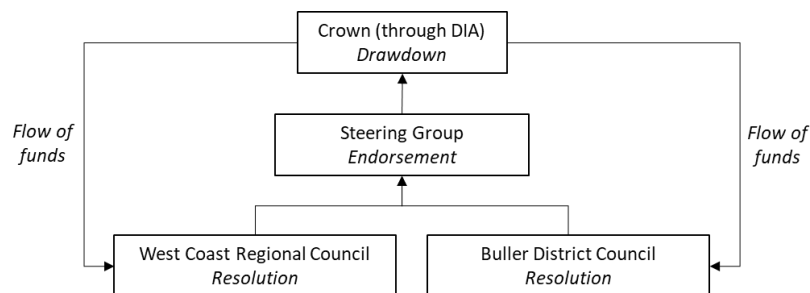 Crown (through DIA)
Drawdown
Flow of
funds
Steering Group
Endorsement
Flow of
funds
West Coast Regional Council
Resolution
Buller District Council
Resolution